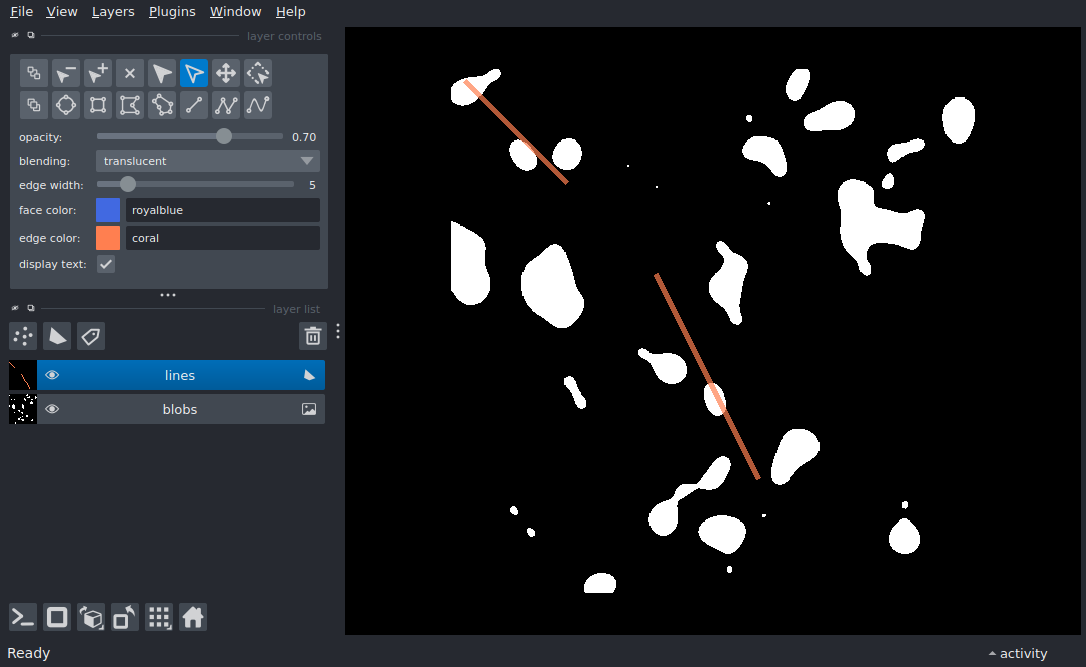 File View Layers Plugins Window Help
layer controls
opacity: 0.70
blending: translucent
edge width: 5
face color: royalblue
edge color: coral
display text:
layer list
lines
blobs
Ready
activity